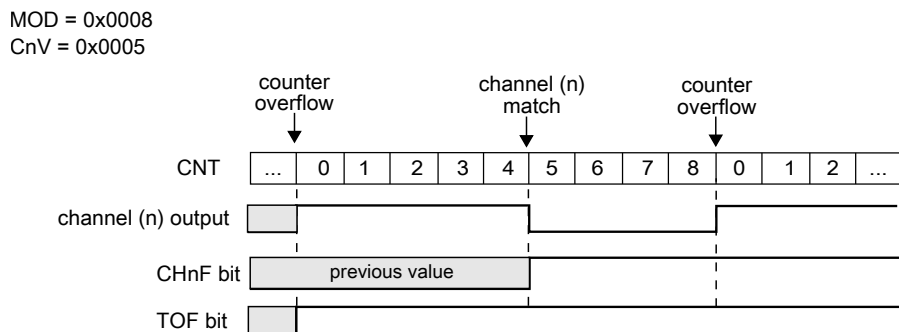 MOD = 0x0008
CnV = 0x0005
counter overflow
channel (n) match
counter overflow
CNT ... 0 1 2 3 4 5 6 7 8 0 1 2 ...
channel (n) output
CHnF bit previous value
TOF bit